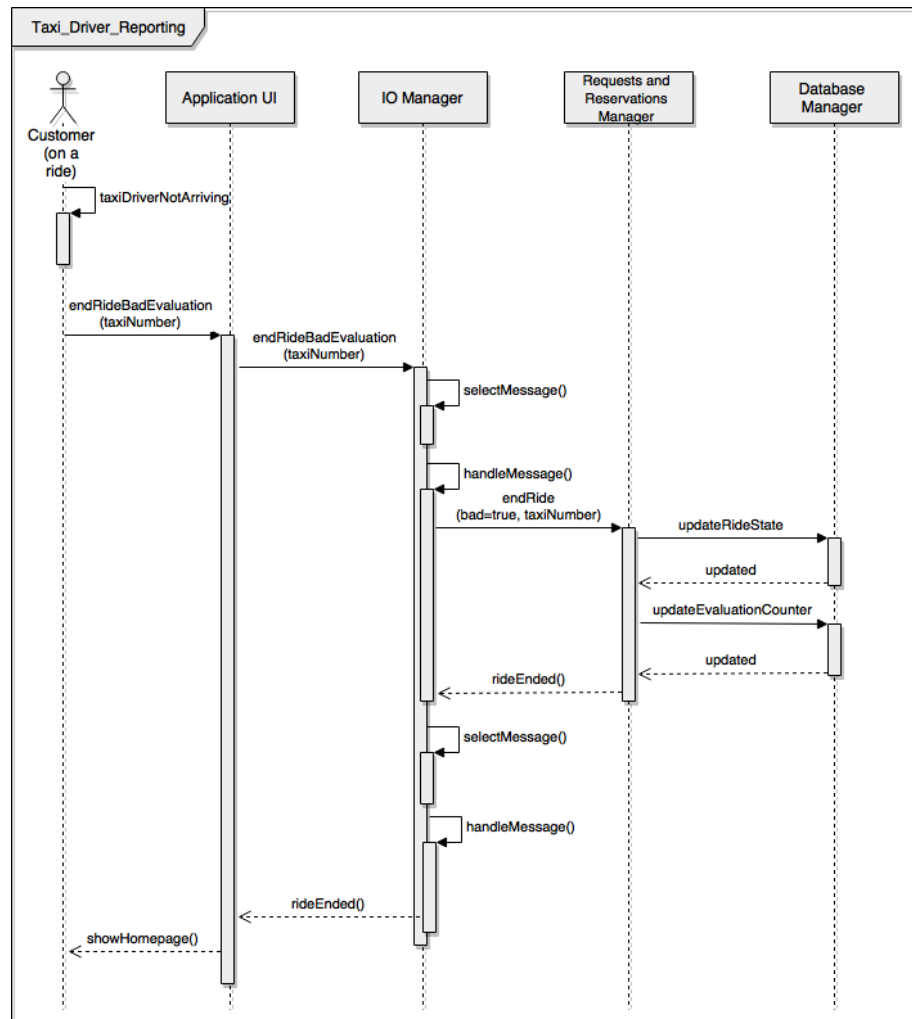 Taxi_Driver_Reporting
Application UI
IO Manager
Requests and
Reservations
Manager
Database
Manager
Customer
(on a
ride)
taxiDriverNotArriving
endRideBadEvaluation
(taxiNumber)
endRideBadEvaluation
(taxiNumber)
selectMessage()
handleMessage()
endRide
(bad=true, taxiNumber)
updateRideState
updated
updateEvaluationCounter
updated
rideEnded()
selectMessage()
handleMessage()
rideEnded()
showHomepage()